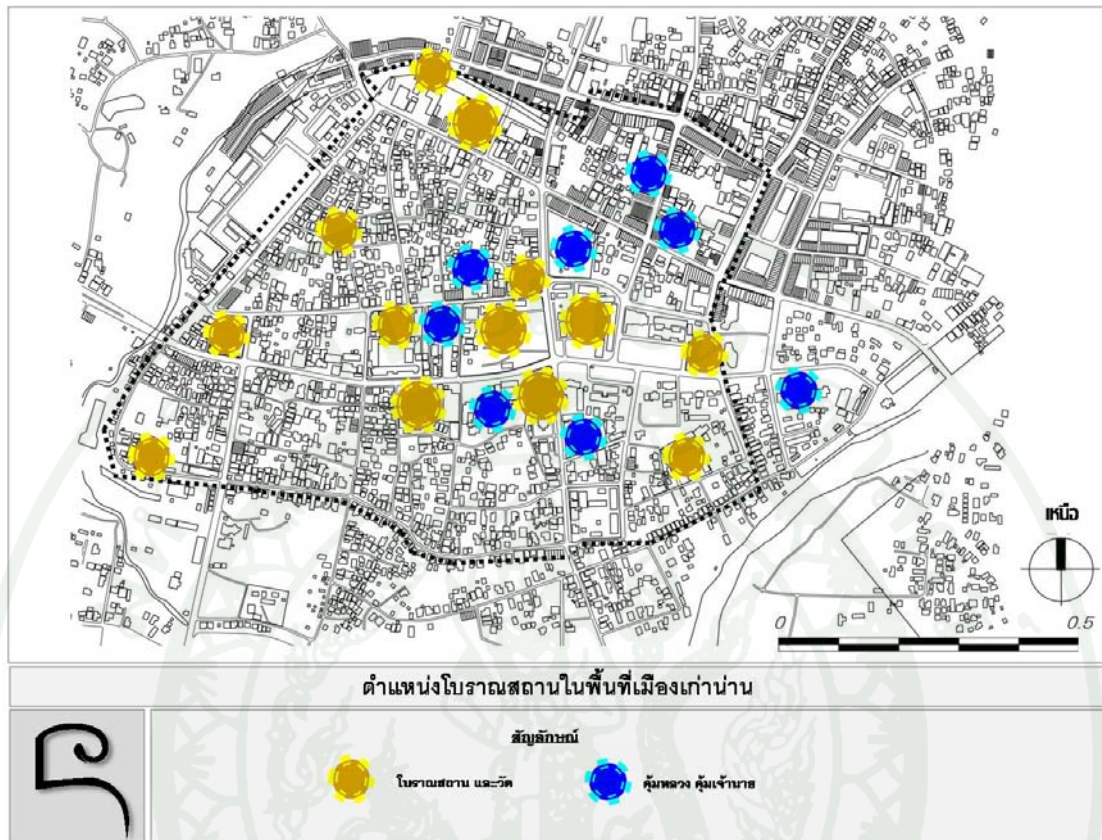 เหนือ
0 0.5
ตำแหน่งโบราณสถานในพื้นที่เมืองเก่าน่าน
สัญลักษณ์
โบราณสถาน และวัด คุ้มหลวง คุ้มเจ้านาย